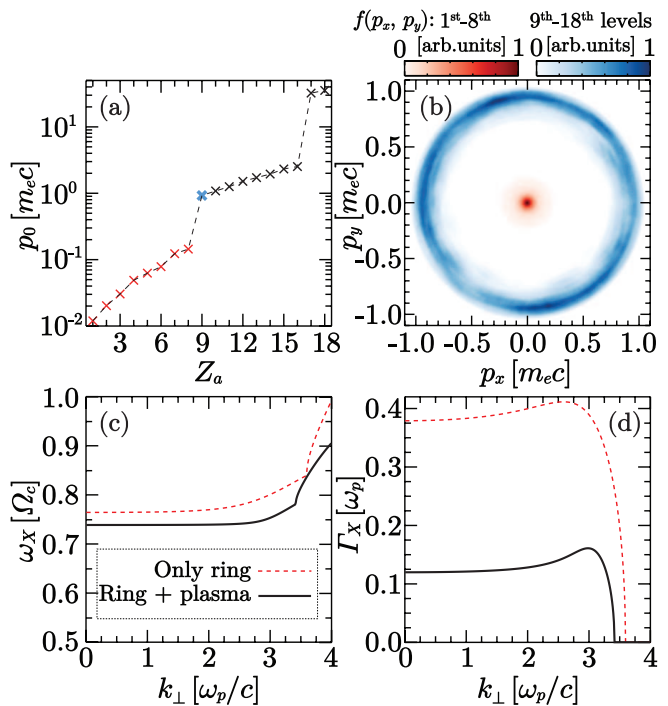 f(pₓ, p_y): 1ˢᵗ-8ᵗʰ 9ᵗʰ-18ᵗʰ levels
0 [arb.units] 1 0 [arb.units] 1
(a)
p₀ [mₑc]
10¹
10⁰
10⁻¹
10⁻²
3 6 9 12 15 18
Zₐ
(b)
p_y [mₑc]
1.0
0.5
0.0
-0.5
-1.0
-1.0 -0.5 0.0 0.5 1.0
pₓ [mₑc]
(c)
ω_X [Ω_c]
1.0
0.9
0.8
0.7
0.6
0.5
Only ring
Ring + plasma
0 1 2 3 4
k_⊥ [ω_p/c]
(d)
Γ_X [ω_p]
0.4
0.3
0.2
0.1
0.0
0 1 2 3 4
k_⊥ [ω_p/c]